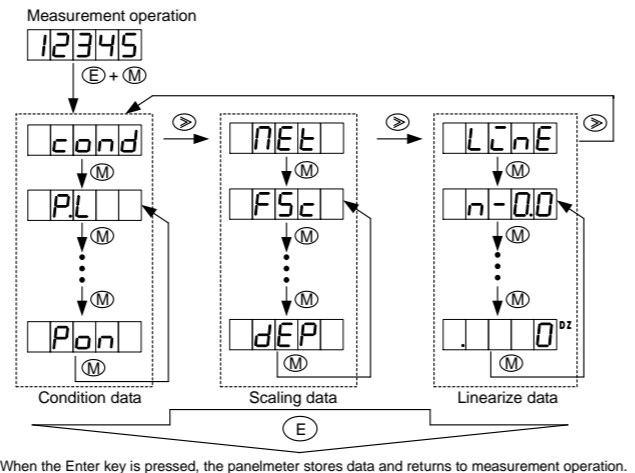 Measurement operation
12345
E + M
cond
M
P.L
M
M
Pon
M
Condition data
MEt
M
FSc
M
M
dEP
M
Scaling data
LinE
M
n-0.0
M
M
. 0 DZ
M
Linearize data
E
When the Enter key is pressed, the panelmeter stores data and returns to measurement operation.